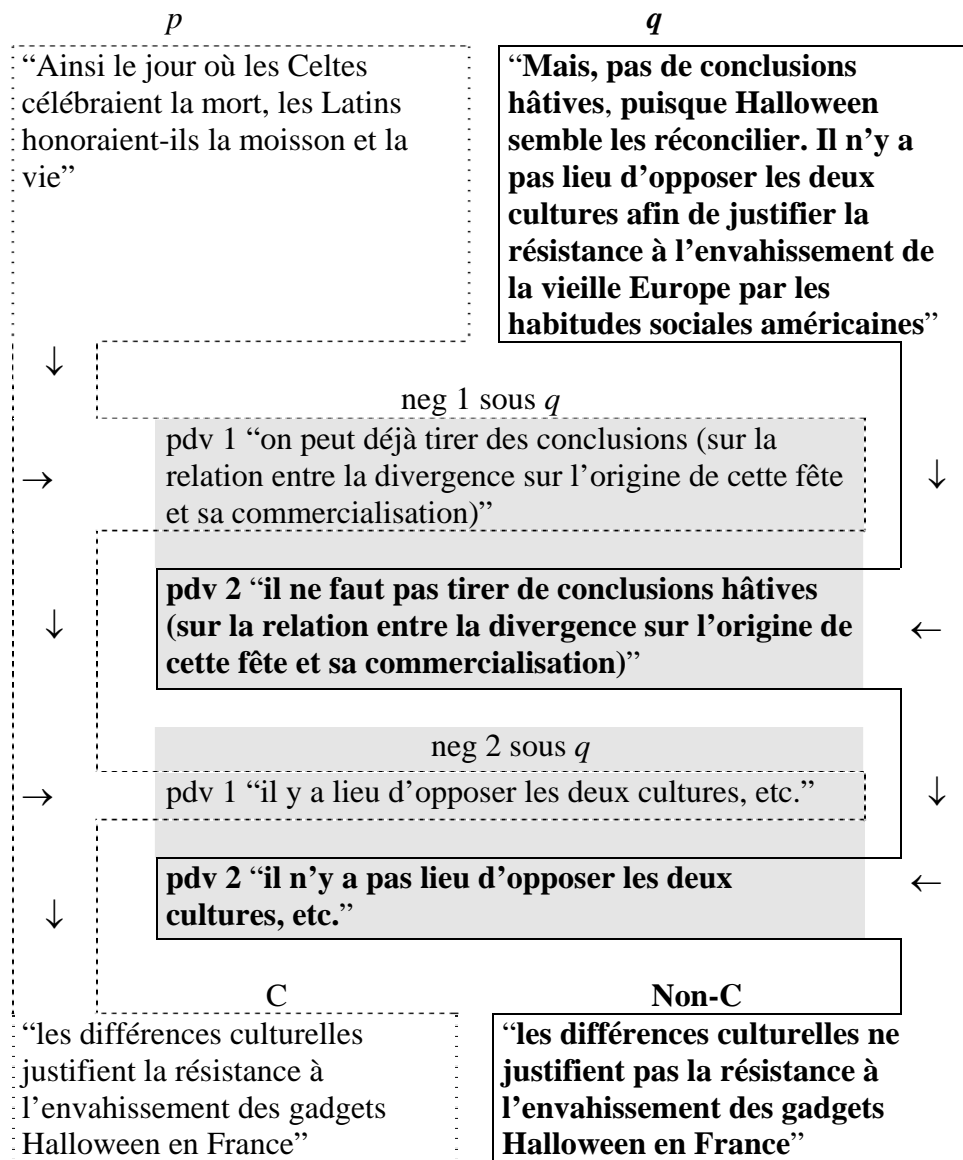 p
q
“Ainsi le jour où les Celtes
célébraient la mort, les Latins
honoraient-ils la moisson et la
vie”
“Mais, pas de conclusions
hâtives, puisque Halloween
semble les réconcilier. Il n’y a
pas lieu d’opposer les deux
cultures afin de justifier la
résistance à l’envahissement de
la vieille Europe par les
habitudes sociales américaines”
↓
neg 1 sous q
pdv 1 “on peut déjà tirer des conclusions (sur la
→ relation entre la divergence sur l’origine de cette fête ↓
et sa commercialisation)”
pdv 2 “il ne faut pas tirer de conclusions hâtives
↓ (sur la relation entre la divergence sur l’origine de ←
cette fête et sa commercialisation)”
neg 2 sous q
→ pdv 1 “il y a lieu d’opposer les deux cultures, etc.” ↓
pdv 2 “il n’y a pas lieu d’opposer les deux ←
↓ cultures, etc.”
C
Non-C
“les différences culturelles
justifient la résistance à
l’envahissement des gadgets
Halloween en France”
“les différences culturelles ne
justifient pas la résistance à
l’envahissement des gadgets
Halloween en France”